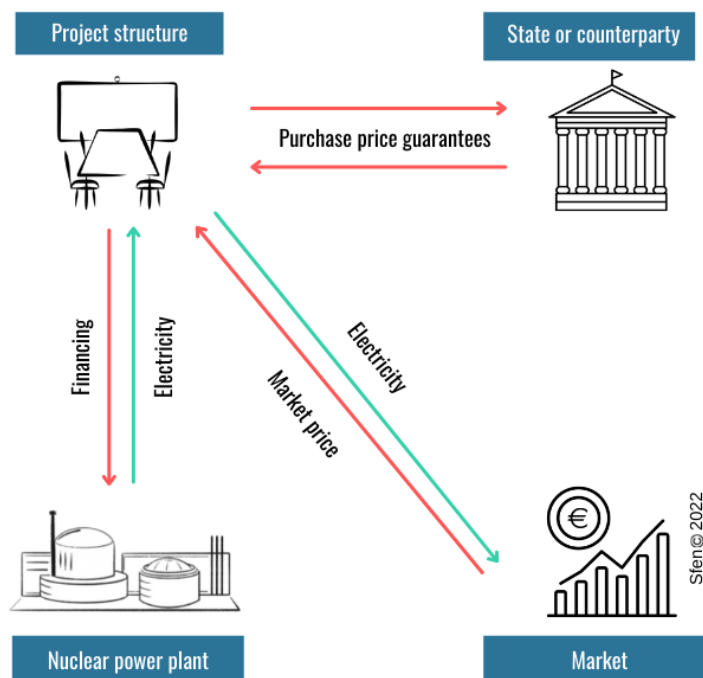 Project structure
State or counterparty
Purchase price guarantees
Financing
Electricity
Electricity
Market price
€
Sfen© 2022
Nuclear power plant
Market